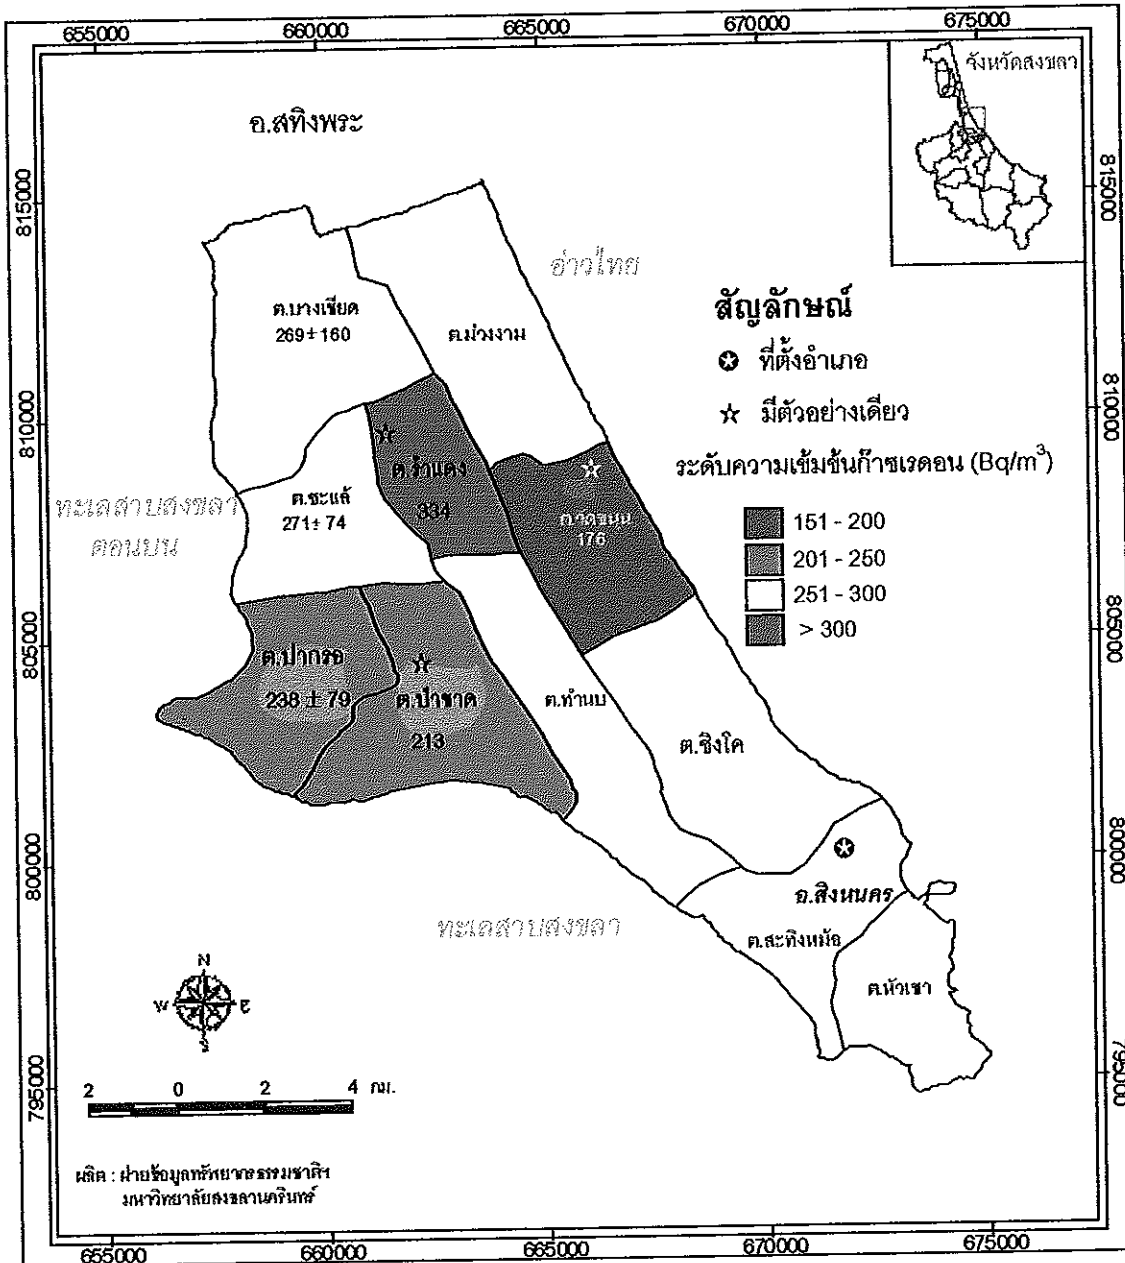 655000 660000 665000 670000 675000
จังหวัดสงขลา
อ.สทิงพระ
815000
815000
อ่าวไทย
ต.บางเขียด
269±160
ต.ม่วงงาม
สัญลักษณ์
ที่ตั้งอำเภอ
มีตัวอย่างเดียว
810000
810000
ระดับความเข้มข้นก๊าซเรดอน (Bq/m³)
151 - 200
201 - 250
251 - 300
> 300
ต.รำแดง
334
ต.วัดขนุน
176
ต.ชะแล้
271± 74
ทะเลสาบสงขลา
ตอนบน
805000
805000
ต.ปากรอ
238 ± 79
ต.ป่าขาด
213
ต.ทำนบ
ต.ชิงโค
800000
800000
อ.สิงหนคร
ทะเลสาบสงขลา
ต.สะทิงหม้อ
ต.หัวเขา
N
W E
S
795000
795000
2 0 2 4 กม.
ผลิต : ฝ่ายข้อมูลทรัพยากรธรรมชาติฯ
มหาวิทยาลัยสงขลานครินทร์
655000 660000 665000 670000 675000